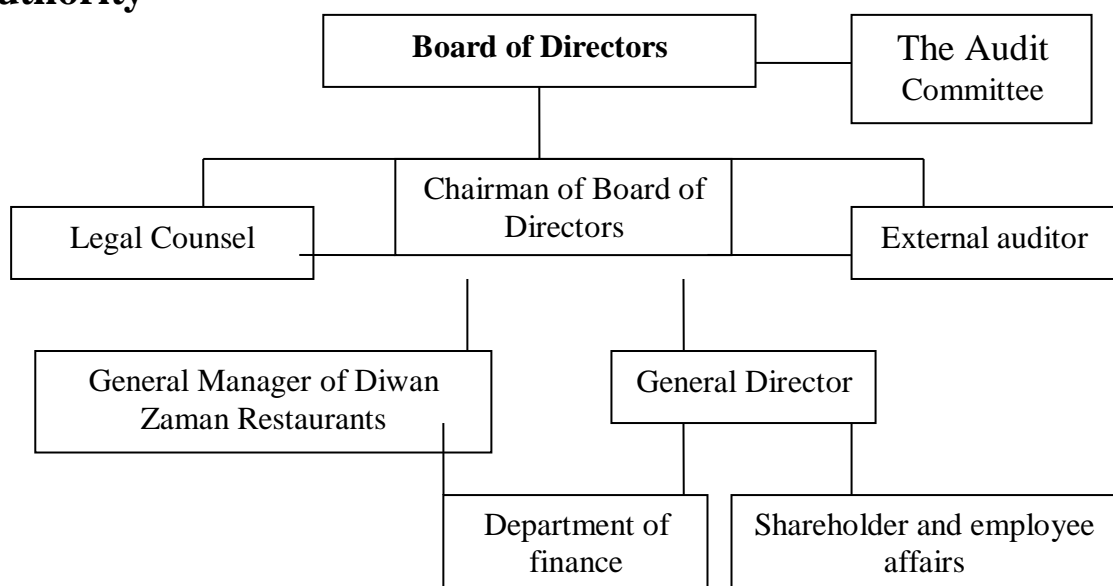 Board of Directors
The Audit
Committee
Chairman of Board of
Directors
Legal Counsel
External auditor
General Manager of Diwan
Zaman Restaurants
General Director
Department of
finance
Shareholder and employee
affairs